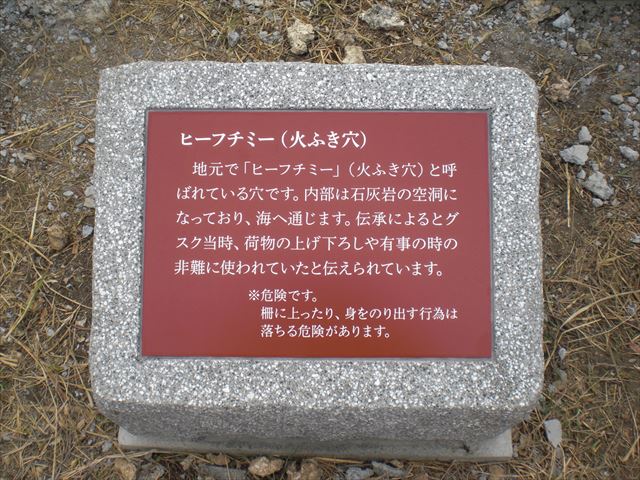 ヒーフチミー（火ふき穴）
地元で「ヒーフチミー」（火ふき穴）と呼
ばれている穴です。内部は石灰岩の空洞に
なっており、海へ通じます。伝承によるとグ
スク当時、荷物の上げ下ろしや有事の時の
非難に使われていたと伝えられています。
※危険です。
柵に上ったり、身をのり出す行為は
落ちる危険があります。